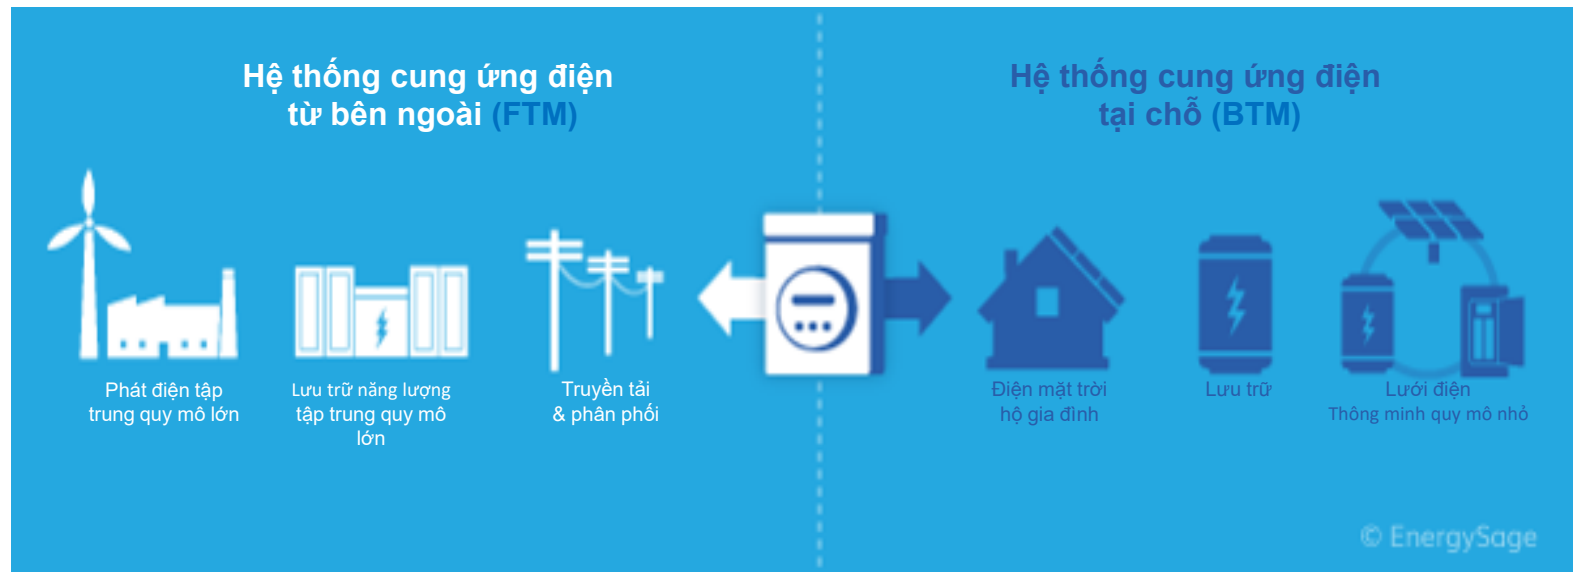 Hệ thống cung ứng điện
từ bên ngoài (FTM)
Hệ thống cung ứng điện
tại chỗ (BTM)
Phát điện tập
trung quy mô lớn
Lưu trữ năng lượng
tập trung quy mô
lớn
Truyền tải
& phân phối
Điện mặt trời
hộ gia đình
Lưu trữ
Lưới điện
Thông minh quy mô nhỏ
© EnergySage